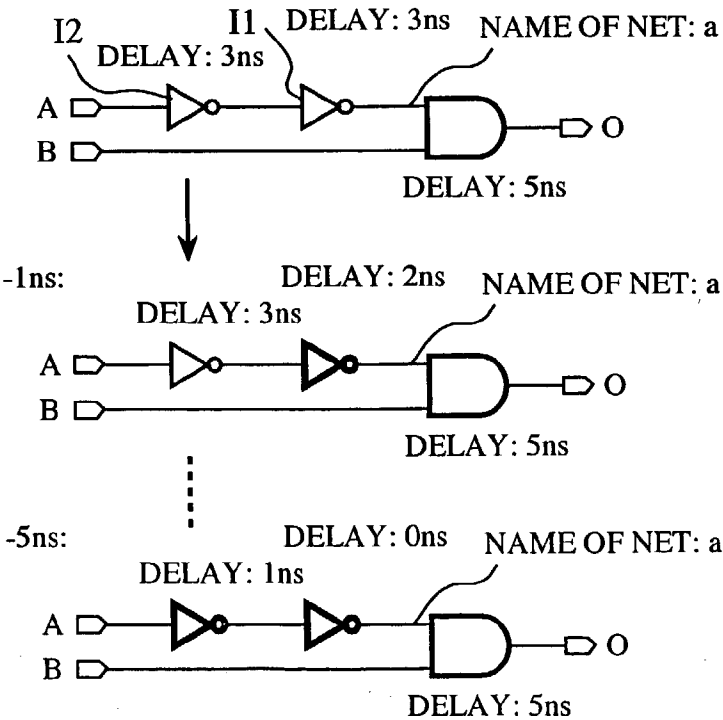 I2
I1
DELAY: 3ns
NAME OF NET: a
DELAY: 3ns
A
B
O
DELAY: 5ns
-1ns:
DELAY: 2ns
NAME OF NET: a
DELAY: 3ns
A
B
O
DELAY: 5ns
-5ns:
DELAY: 0ns
NAME OF NET: a
DELAY: 1ns
A
B
O
DELAY: 5ns